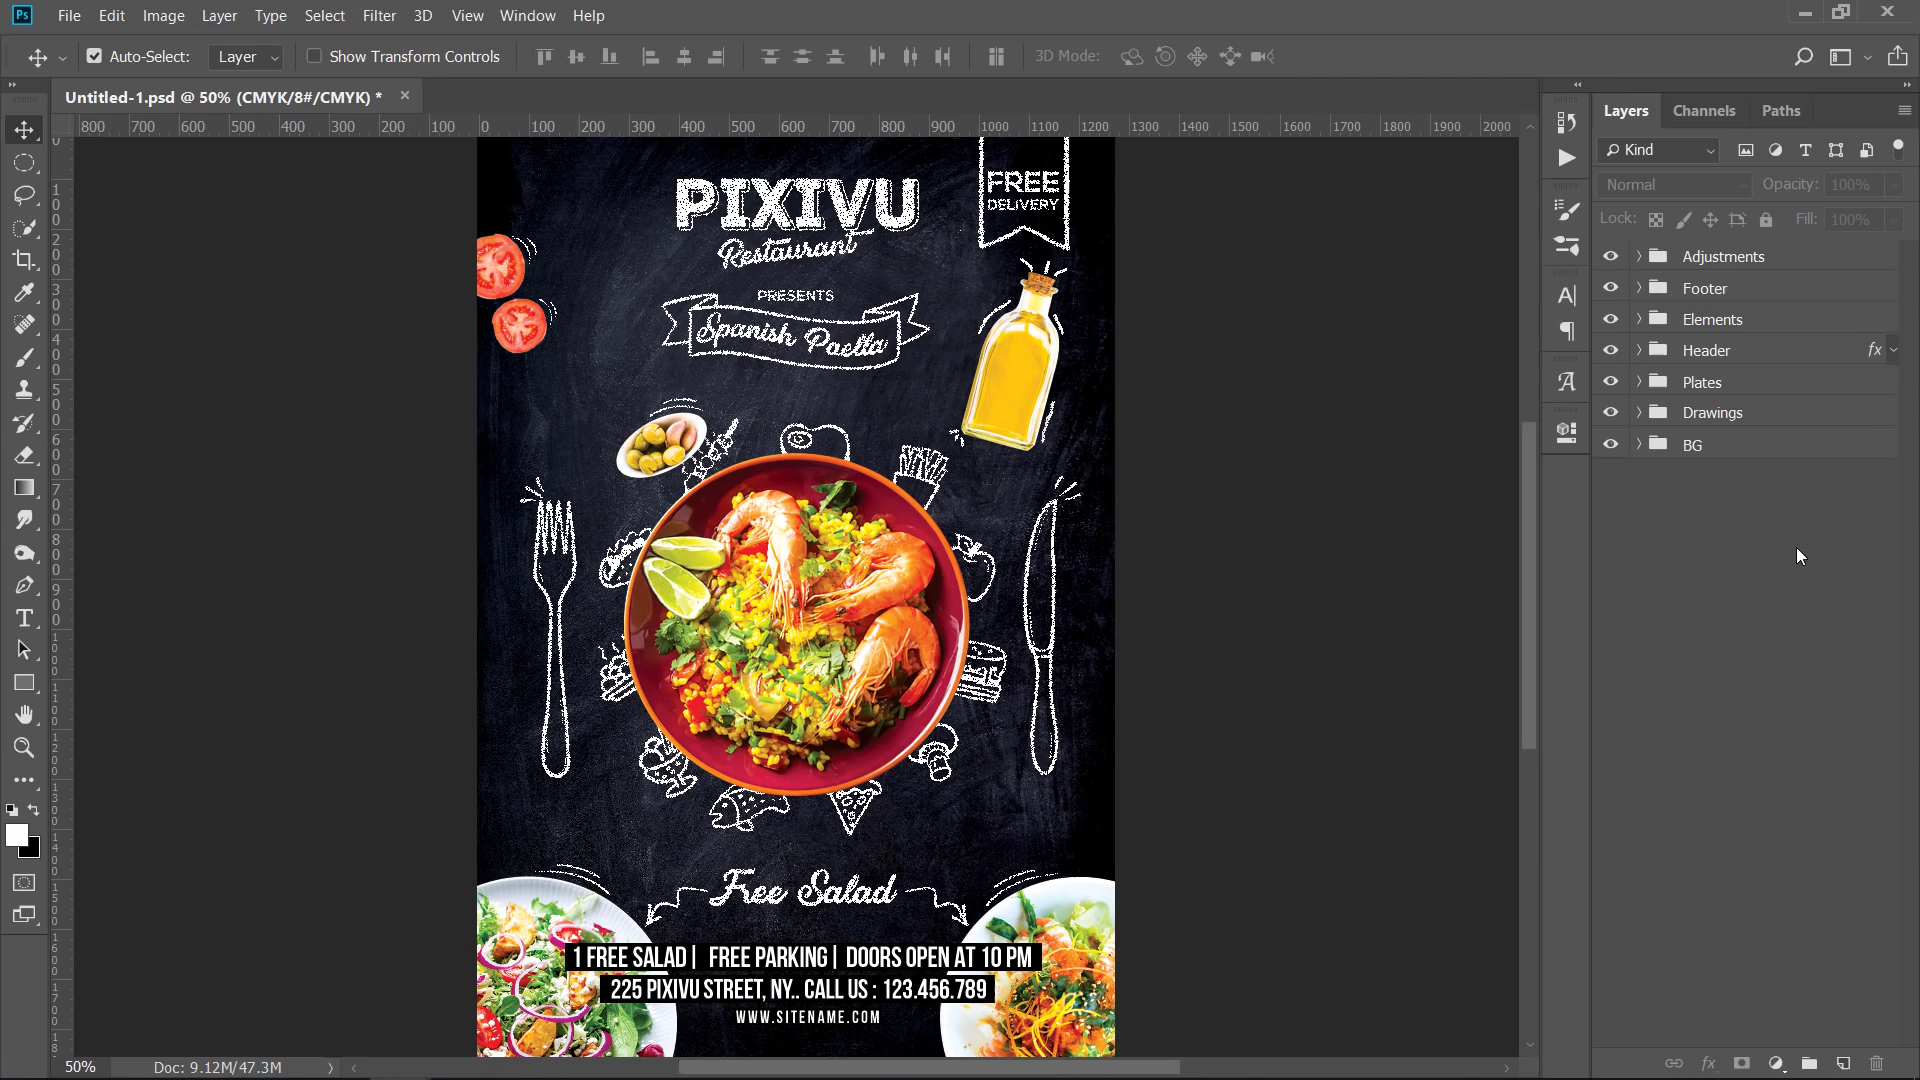 Ps File Edit Image Layer Type Select Filter 3D View Window Help
Auto-Select: Layer Show Transform Controls 3D Mode:
Untitled-1.psd @ 50% (CMYK/8#/CMYK) *
800 700 600 500 400 300 200 100 0 100 200 300 400 500 600 700 800 900 1000 1100 1200 1300 1400 1500 1600 1700 1800 1900 2000
PIXIVU
Restaurant
FREE
DELIVERY
PRESENTS
Spanish Paella
Free Salad
1 FREE SALAD | FREE PARKING | DOORS OPEN AT 10 PM
225 PIXIVU STREET, NY.. CALL US : 123.456.789
WWW.SITENAME.COM
Layers Channels Paths
Kind
Normal Opacity: 100%
Lock: Fill: 100%
Adjustments
Footer
Elements
Header fx
Plates
Drawings
BG
50% Doc: 9.12M/47.3M